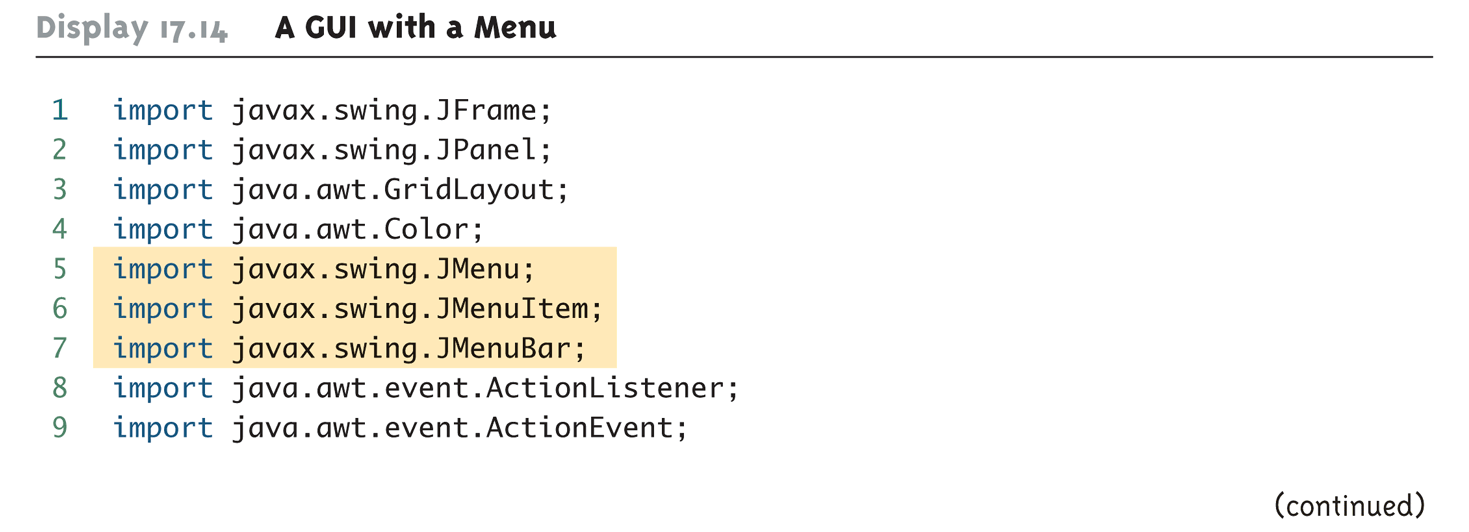 Display 17.14 A GUI with a Menu
1 import javax.swing.JFrame;
2 import javax.swing.JPanel;
3 import java.awt.GridLayout;
4 import java.awt.Color;
5 import javax.swing.JMenu;
6 import javax.swing.JMenuItem;
7 import javax.swing.JMenuBar;
8 import java.awt.event.ActionListener;
9 import java.awt.event.ActionEvent;
(continued)